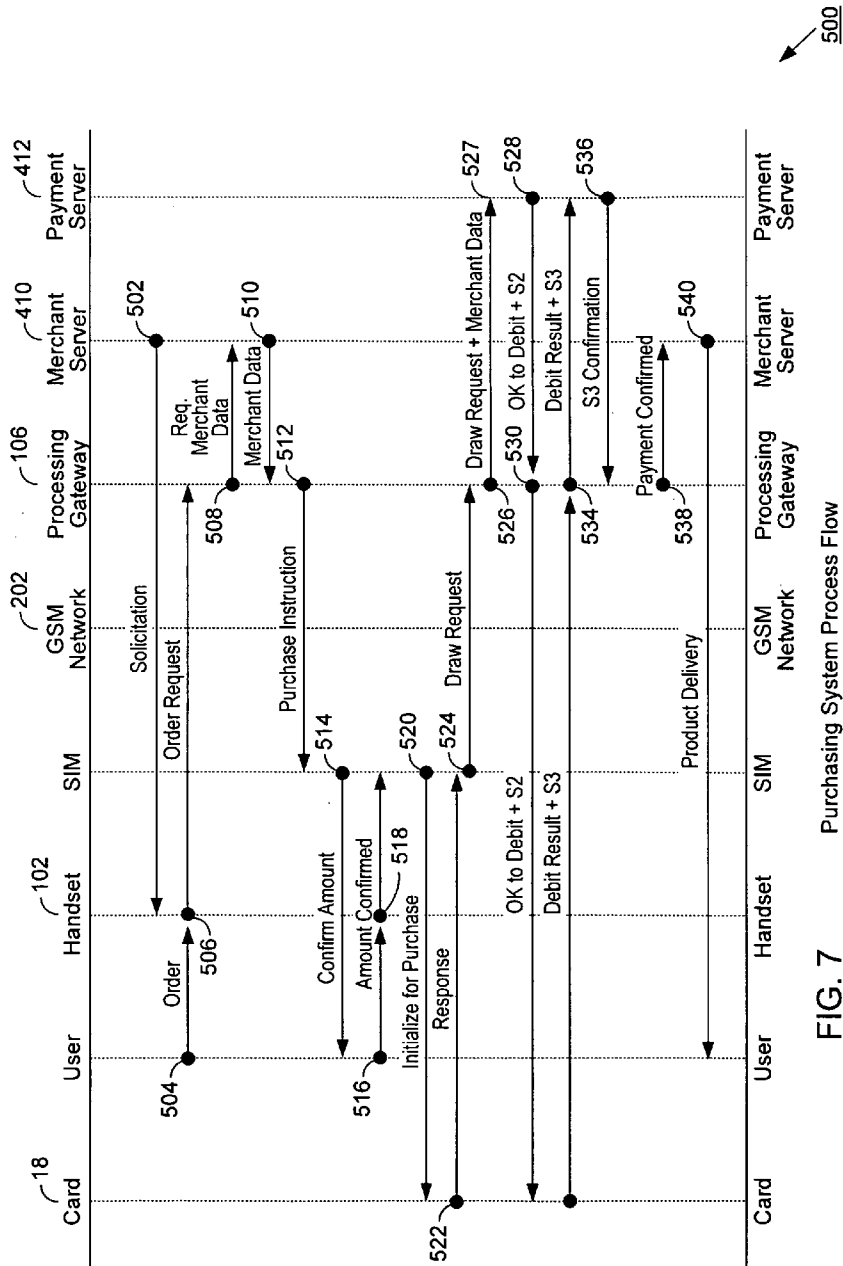 18
102
202
106
410
412
Card
User
Handset
SIM
GSM
Network
Processing
Gateway
Merchant
Server
Payment
Server
502
Solicitation
504
Order
506
Order Request
508
Req.
Merchant
Data
510
Merchant Data
512
Purchase Instruction
514
Confirm Amount
516
Amount Confirmed
518
520
Initialize for Purchase
522
Response
524
Draw Request
526
Draw Request + Merchant Data
527
528
OK to Debit + S2
530
OK to Debit + S2
Debit Result + S3
534
Debit Result + S3
536
S3 Confirmation
538
Payment Confirmed
540
Product Delivery
Card
User
Handset
SIM
GSM
Network
Processing
Gateway
Merchant
Server
Payment
Server
FIG. 7
Purchasing System Process Flow
500